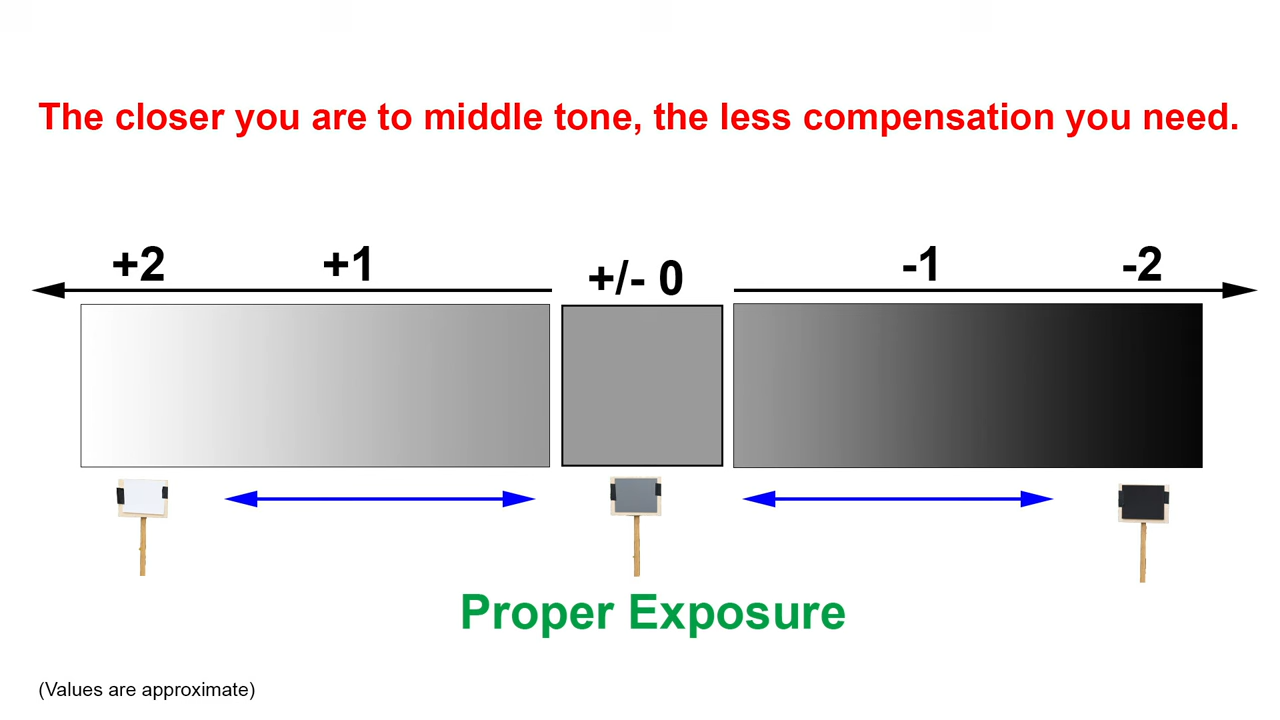 The closer you are to middle tone, the less compensation you need.
+2 +1 +/- 0 -1 -2
Proper Exposure
(Values are approximate)